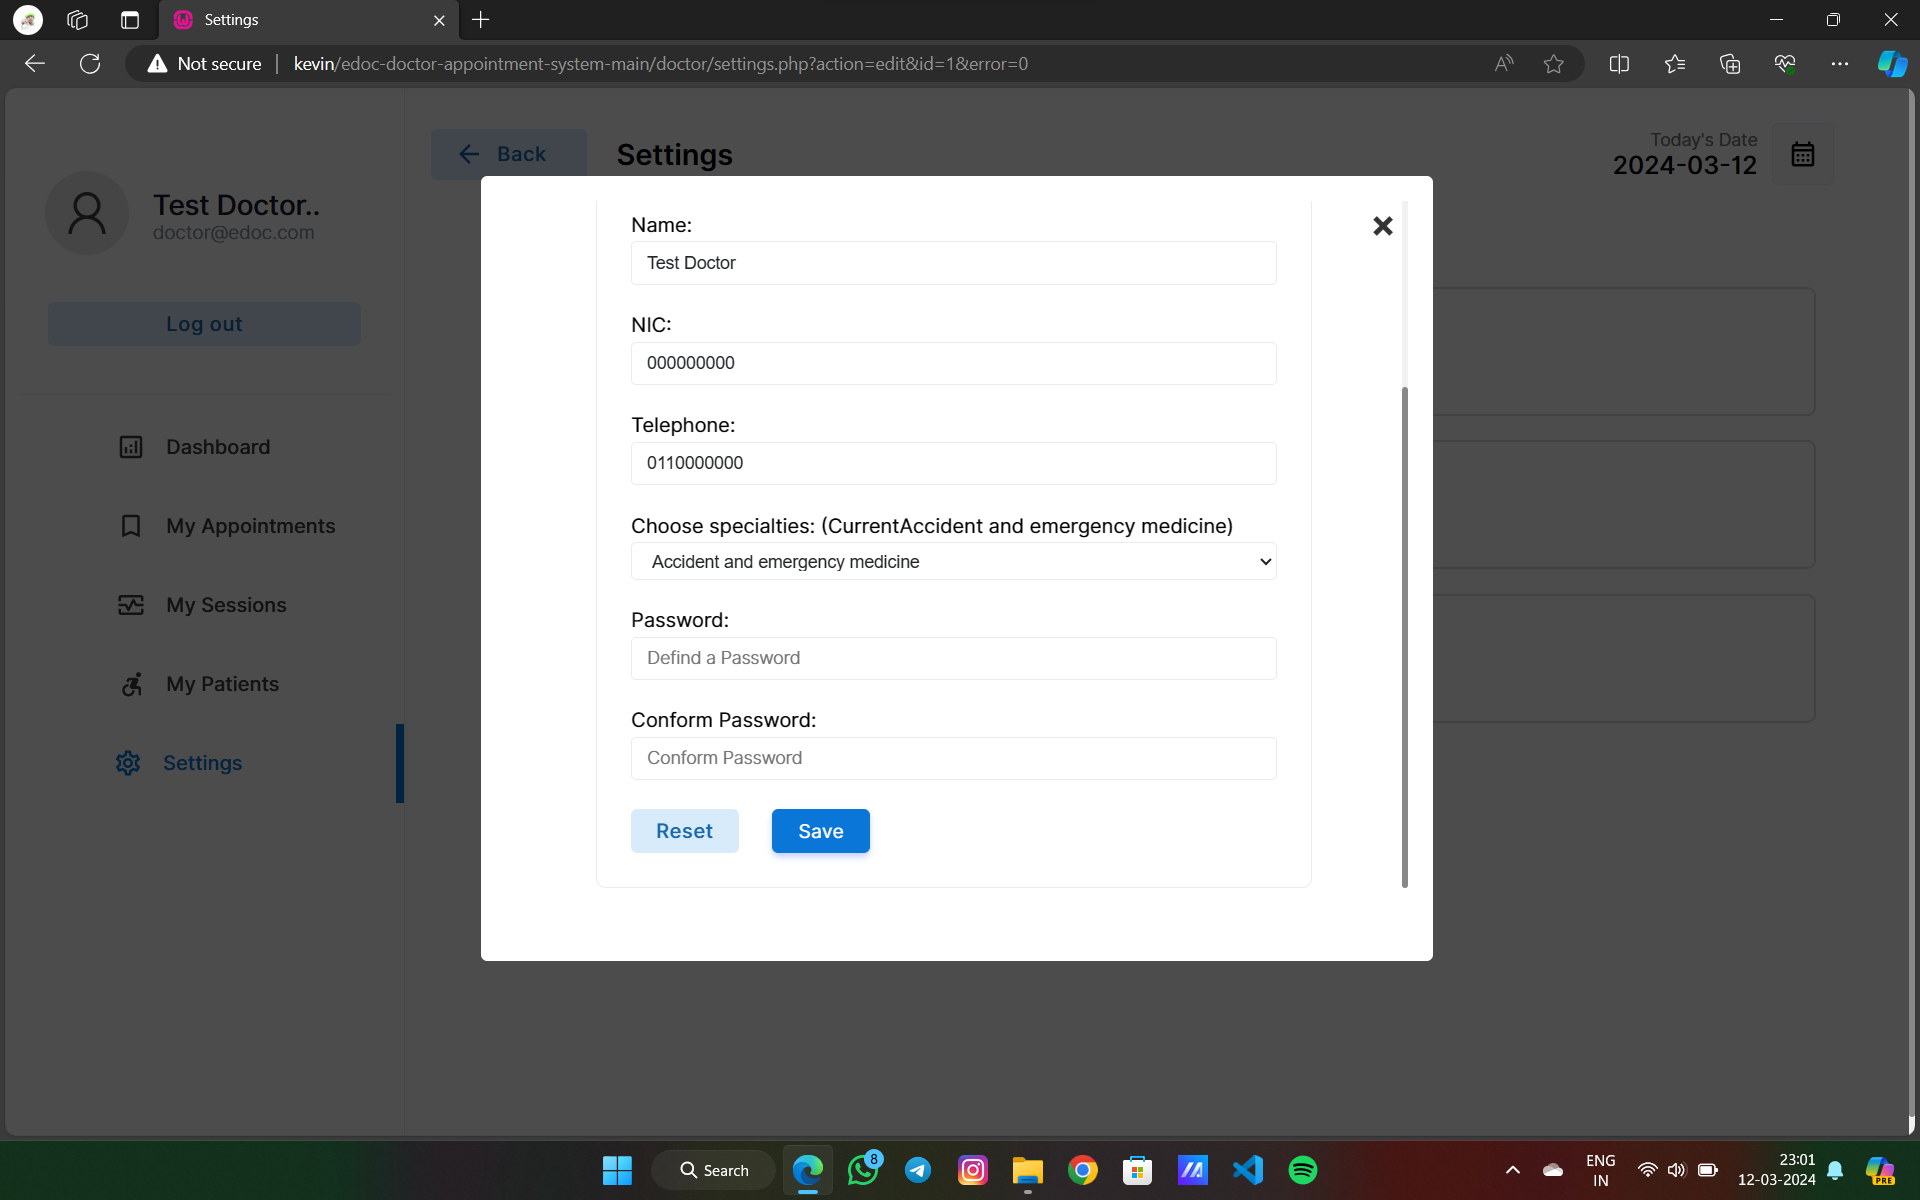 Settings
Not secure
kevin/edoc-doctor-appointment-system-main/doctor/settings.php?action=edit&id=1&error=0
Back
Settings
Today's Date
2024-03-12
Test Doctor..
doctor@edoc.com
Log out
Dashboard
My Appointments
My Sessions
My Patients
Settings
Name:
Test Doctor
NIC:
000000000
Telephone:
0110000000
Choose specialties: (CurrentAccident and emergency medicine)
Accident and emergency medicine
Password:
Defind a Password
Conform Password:
Conform Password
Reset
Save
Search
8
ENG
IN
23:01
12-03-2024
PRE